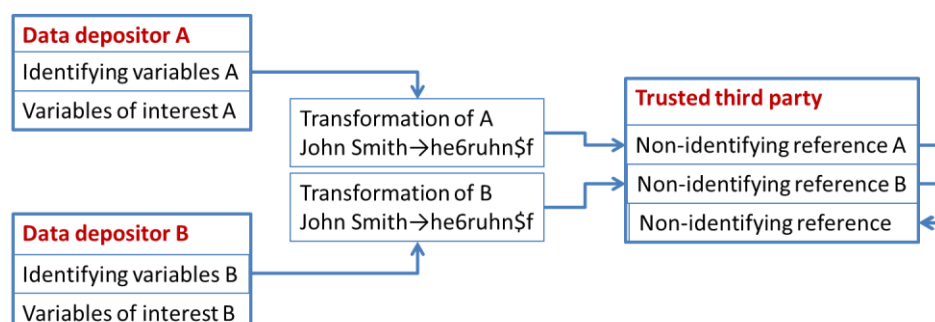 Data depositor A
Identifying variables A
Variables of interest A
Transformation of A
John Smith→he6ruhn$f
Transformation of B
John Smith→he6ruhn$f
Trusted third party
Non-identifying reference A
Non-identifying reference B
Non-identifying reference
Data depositor B
Identifying variables B
Variables of interest B